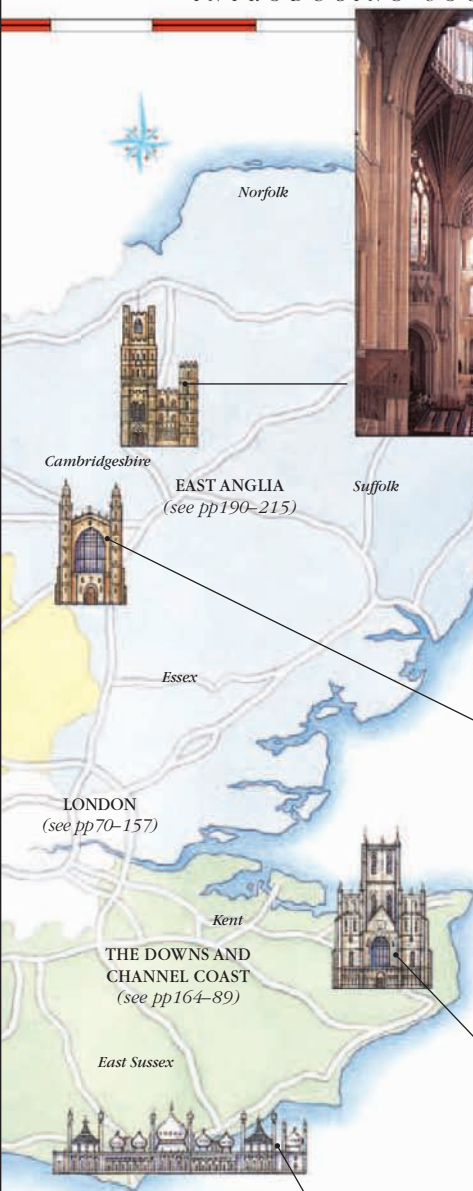 Norfolk
Cambridgeshire
EAST ANGLIA
(see pp190–215)
Suffolk
Essex
LONDON
(see pp70–157)
Kent
THE DOWNS AND
CHANNEL COAST
(see pp164–89)
East Sussex